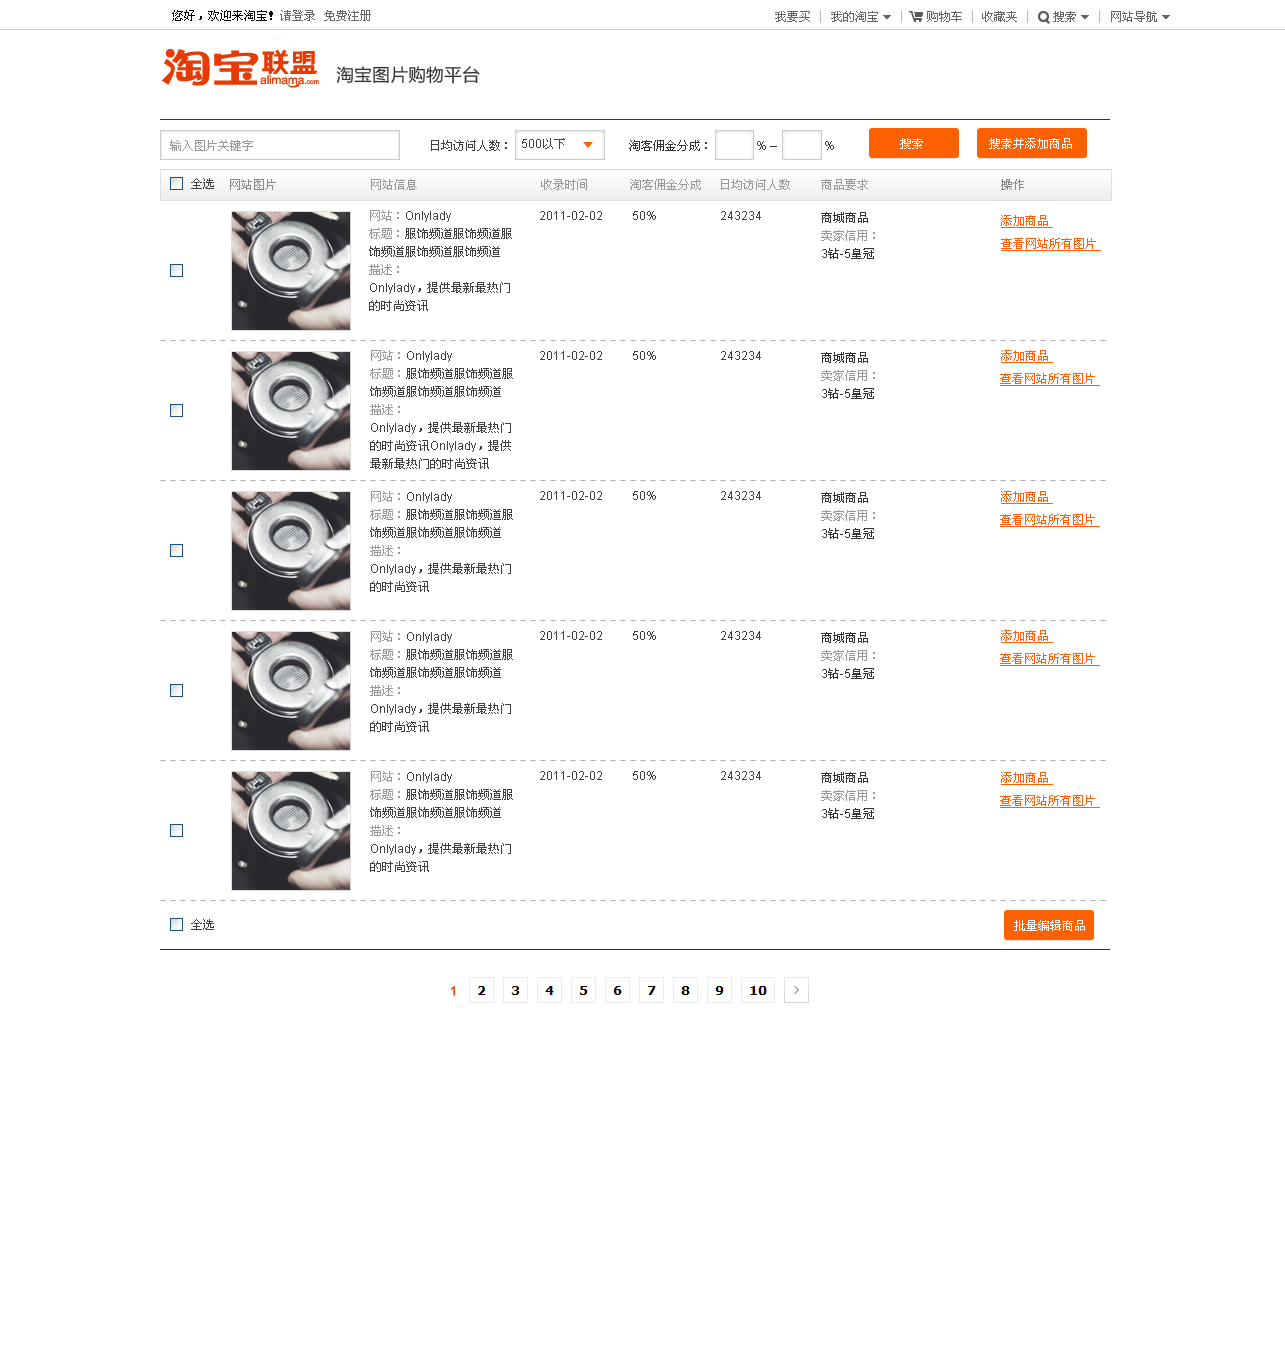 您好，欢迎来淘宝！ 请登录 免费注册 我要买 我的淘宝 购物车 收藏夹 搜索 网站导航
淘宝联盟 alimama.com 淘宝图片购物平台
输入图片关键字 日均访问人数： 500以下 淘客佣金分成： % – % 搜索 搜索并添加商品
全选 网站图片 网站信息 收录时间 淘客佣金分成 日均访问人数 商品要求 操作
网站：Onlylady 2011-02-02 50% 243234 商城商品 添加商品
标题：服饰频道服饰频道服 卖家信用： 查看网站所有图片
饰频道服饰频道服饰频道 3钻-5皇冠
描述：
Onlylady，提供最新最热门
的时尚资讯
网站：Onlylady 2011-02-02 50% 243234 商城商品 添加商品
标题：服饰频道服饰频道服 卖家信用： 查看网站所有图片
饰频道服饰频道服饰频道 3钻-5皇冠
描述：
Onlylady，提供最新最热门
的时尚资讯Onlylady，提供
最新最热门的时尚资讯
网站：Onlylady 2011-02-02 50% 243234 商城商品 添加商品
标题：服饰频道服饰频道服 卖家信用： 查看网站所有图片
饰频道服饰频道服饰频道 3钻-5皇冠
描述：
Onlylady，提供最新最热门
的时尚资讯
网站：Onlylady 2011-02-02 50% 243234 商城商品 添加商品
标题：服饰频道服饰频道服 卖家信用： 查看网站所有图片
饰频道服饰频道服饰频道 3钻-5皇冠
描述：
Onlylady，提供最新最热门
的时尚资讯
网站：Onlylady 2011-02-02 50% 243234 商城商品 添加商品
标题：服饰频道服饰频道服 卖家信用： 查看网站所有图片
饰频道服饰频道服饰频道 3钻-5皇冠
描述：
Onlylady，提供最新最热门
的时尚资讯
全选 批量编辑商品
1 2 3 4 5 6 7 8 9 10 >